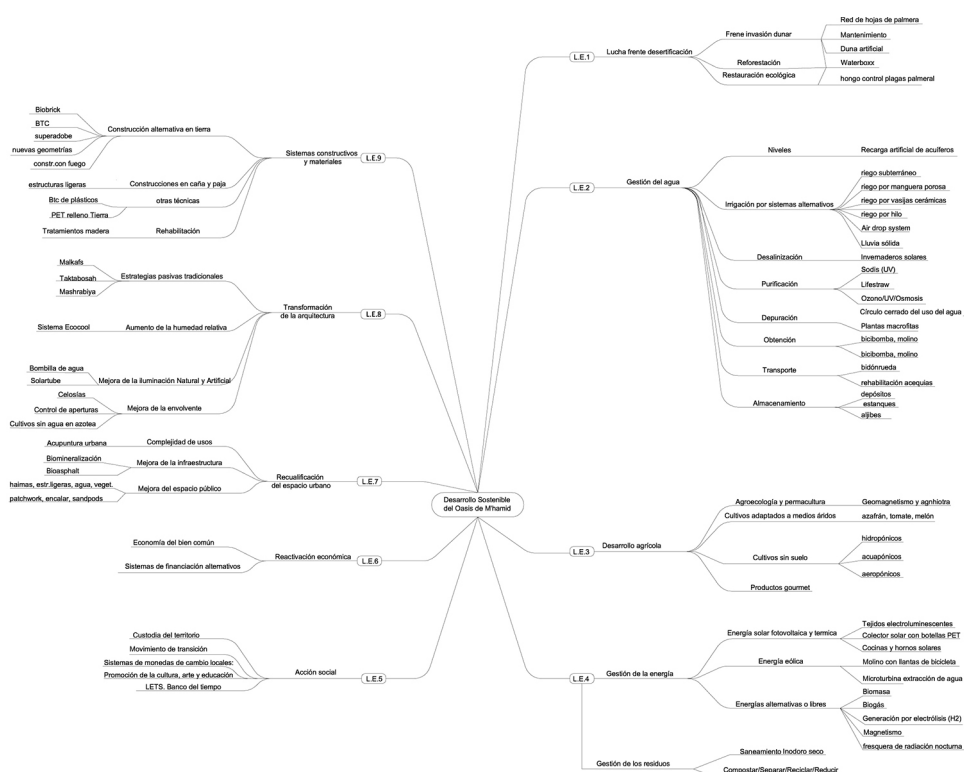 Desarrollo Sostenible
del Oasis de M'hamid
L.E.1
Lucha frente desertificación
Frene invasión dunar
Red de hojas de palmera
Mantenimiento
Duna artificial
Reforestación
Waterboxx
Restauración ecológica
hongo control plagas palmeral
L.E.2
Gestión del agua
Niveles
Recarga artificial de acuíferos
Irrigación por sistemas alternativos
riego subterráneo
riego por manguera porosa
riego por vasijas cerámicas
riego por hilo
Air drop system
Lluvia sólida
Desalinización
Invernaderos solares
Purificación
Sodis (UV)
Lifestraw
Ozono/UV/Osmosis
Depuración
Círculo cerrado del uso del agua
Plantas macrofitas
Obtención
bicibomba, molino
bicibomba, molino
Transporte
bidónrueda
rehabilitación acequias
Almacenamiento
depósitos
estanques
aljibes
L.E.3
Desarrollo agrícola
Agroecología y permacultura
Geomagnetismo y agnhiotra
Cultivos adaptados a medios áridos
azafrán, tomate, melón
Cultivos sin suelo
hidropónicos
acuapónicos
aeropónicos
Productos gourmet
L.E.4
Gestión de la energía
Energía solar fotovoltaica y termica
Tejidos electroluminescentes
Colector solar con botellas PET
Cocinas y hornos solares
Energía eólica
Molino con llantas de bicicleta
Microturbina extracción de agua
Energías alternativas o libres
Biomasa
Biogás
Generación por electrólisis (H2)
Magnetismo
fresquera de radiación nocturna
Gestión de los residuos
Saneamiento Inodoro seco
Compostar/Separar/Reciclar/Reducir
L.E.9
Sistemas constructivos
y materiales
Construcción alternativa en tierra
Biobrick
BTC
superadobe
nuevas geometrías
constr.con fuego
Construcciones en caña y paja
estructuras ligeras
otras técnicas
Btc de plásticos
PET relleno Tierra
Rehabilitación
Tratamientos madera
L.E.8
Transformación
de la arquitectura
Estrategias pasivas tradicionales
Malkafs
Taktabosah
Mashrabiya
Aumento de la humedad relativa
Sistema Ecocool
Mejora de la iluminación Natural y Artificial
Bombilla de agua
Solartube
Mejora de la envolvente
Celosías
Control de aperturas
Cultivos sin agua en azotea
L.E.7
Recualificación
del espacio urbano
Complejidad de usos
Acupuntura urbana
Mejora de la infraestructura
Biomineralización
Bioasphalt
Mejora del espacio público
haimas, estr.ligeras, agua, veget.
patchwork, encalar, sandpods
L.E.6
Reactivación económica
Economía del bien común
Sistemas de financiación alternativos
L.E.5
Acción social
Custodia del territorio
Movimiento de transición
Sistemas de monedas de cambio locales:
Promoción de la cultura, arte y educación
LETS. Banco del tiempo